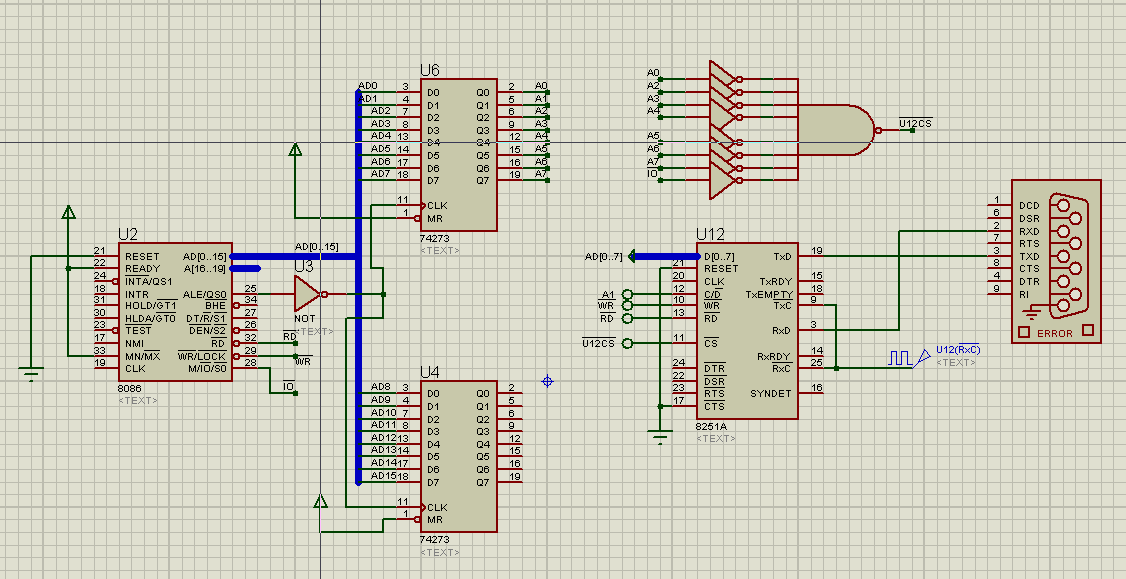 U6
AD0 3 D0 Q0 2 A0
AD1 4 D1 Q1 5 A1
AD2 7 D2 Q2 6 A2
AD3 8 D3 Q3 9 A3
AD4 13 D4 Q4 12 A4
AD5 14 D5 Q5 15 A5
AD6 17 D6 Q6 16 A6
AD7 18 D7 Q7 19 A7
11 CLK
1 MR
74273
<TEXT>
A0
A2
A3
A4
A5
A6
A7
IO
U12CS
U2
21 RESET AD[0..15]
22 READY A[16..19]
24 INTA/QS1
18 INTR ALE/QS0 25
31 HOLD/GT1 BHE 34
30 HLDA/GT0 DT/R/S1 27
23 TEST DEN/S2 26
17 NMI RD 32 RD
33 MN/MX WR/LOCK 29 WR
19 CLK M/IO/S0 28 IO
8086
<TEXT>
AD[0..15]
U3
NOT
<TEXT>
U4
AD8 3 D0 Q0 2
AD9 4 D1 Q1 5
AD10 7 D2 Q2 6
AD11 8 D3 Q3 9
AD12 13 D4 Q4 12
AD13 14 D5 Q5 15
AD14 17 D6 Q6 16
AD15 18 D7 Q7 19
11 CLK
1 MR
74273
<TEXT>
U12
AD[0..7] D[0..7] TxD 19
21 RESET
20 CLK TxRDY 15
A1 12 C/D TxEMPTY 18
WR 10 WR TxC 9
RD 13 RD
RxD 3
U12CS 11 CS
RxRDY 14
24 DTR RxC 25
22 DSR
23 RTS SYNDET 16
17 CTS
8251A
<TEXT>
U12(RxC)
<TEXT>
1 DCD
6 DSR
2 RXD
7 RTS
3 TXD
8 CTS
4 DTR
9 RI
ERROR